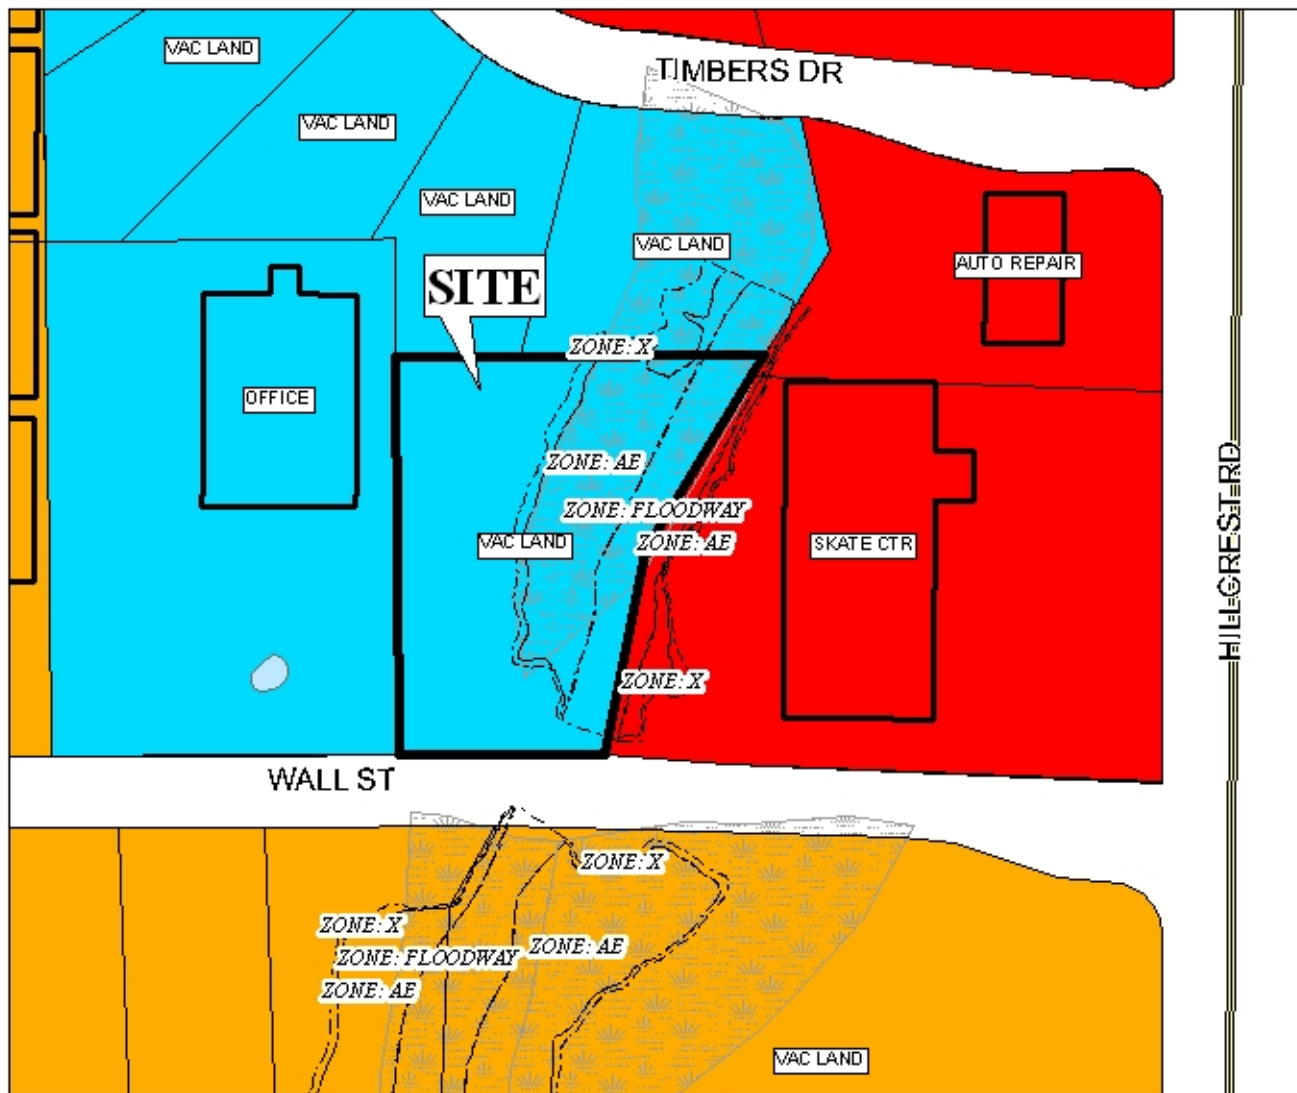 VAC LAND
TIMBERS DR
VAC LAND
VAC LAND
VAC LAND
AUTO REPAIR
SITE
ZONE: X
OFFICE
ZONE: AE
ZONE: FLOODWAY
VAC LAND
ZONE: AE
SKATE CTR
HILLCREST RD
ZONE: X
WALL ST
ZONE: X
ZONE: X
ZONE: FLOODWAY
ZONE: AE
ZONE: AE
VAC LAND